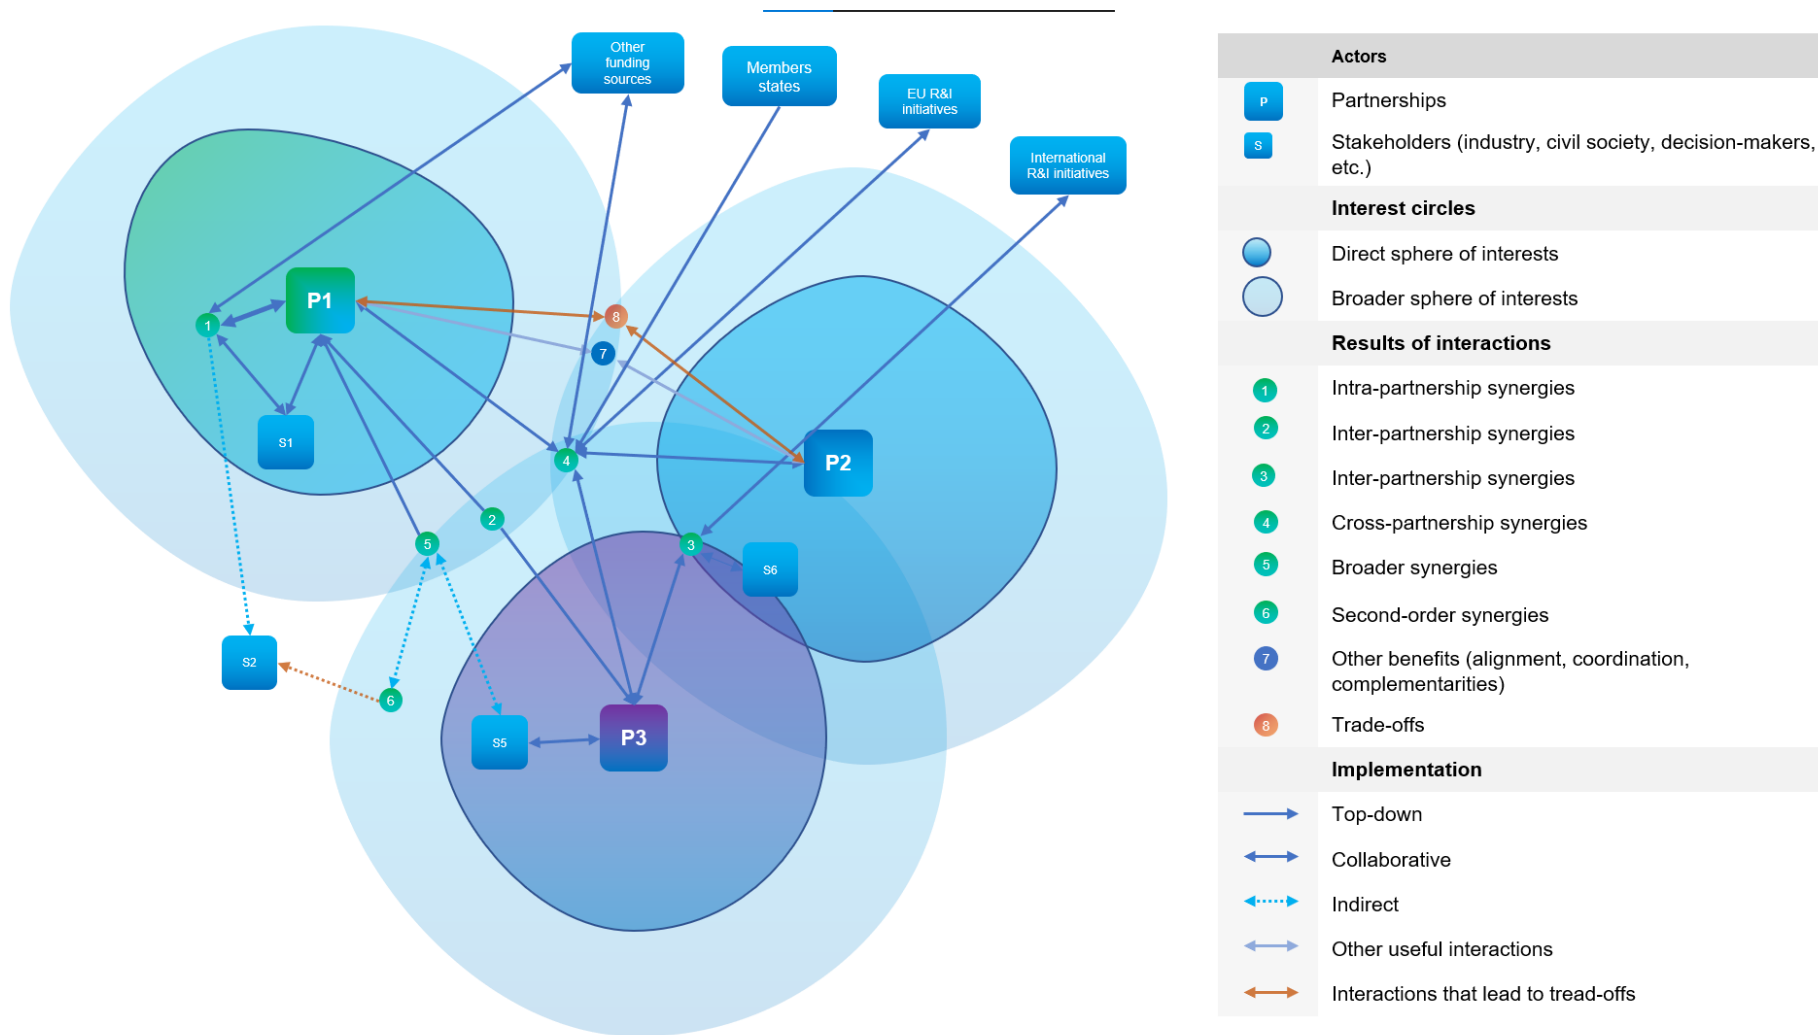 Other
funding
sources
Members
states
EU R&I
initiatives
International
R&I initiatives
P1
1
8
7
S1
4
P2
2
5
3
S6
S2
6
S5
P3
Actors
P
Partnerships
S
Stakeholders (industry, civil society, decision-makers,
etc.)
Interest circles
Direct sphere of interests
Broader sphere of interests
Results of interactions
1
Intra-partnership synergies
2
Inter-partnership synergies
3
Inter-partnership synergies
4
Cross-partnership synergies
5
Broader synergies
6
Second-order synergies
7
Other benefits (alignment, coordination,
complementarities)
8
Trade-offs
Implementation
Top-down
Collaborative
Indirect
Other useful interactions
Interactions that lead to tread-offs